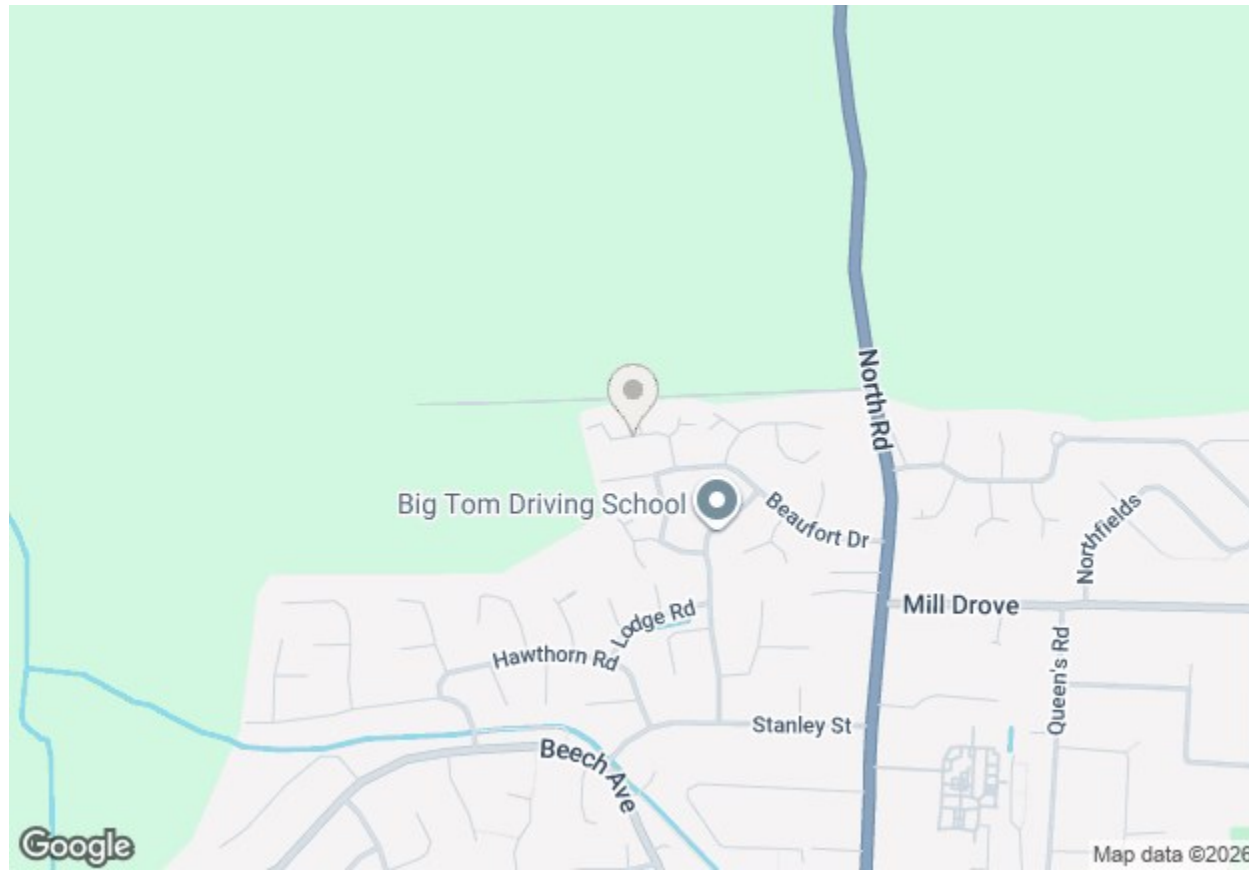 North Rd
Big Tom Driving School
Beaufort Dr
Northfields
Mill Drove
Lodge Rd
Hawthorn Rd
Queen's Rd
Stanley St
Beech Ave
Google
Map data ©2026